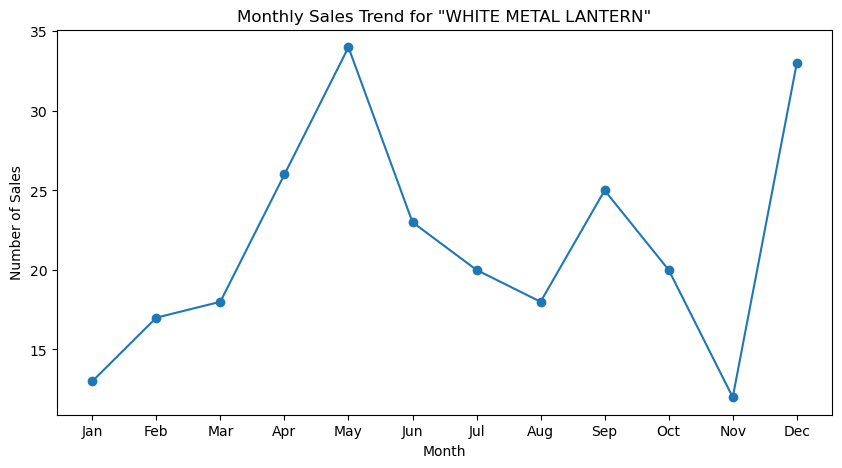 Monthly Sales Trend for "WHITE METAL LANTERN"
Number of Sales
35
30
25
20
15
Jan Feb Mar Apr May Jun Jul Aug Sep Oct Nov Dec
Month